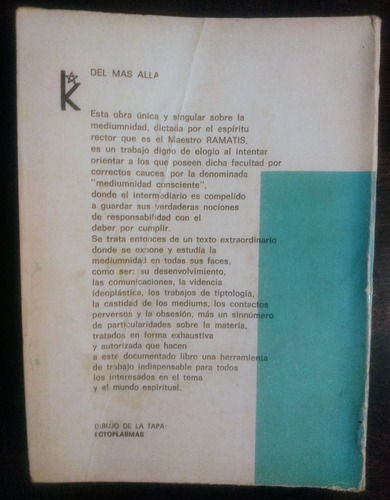 K
DEL MAS ALLA
Esta obra única y singular sobre la
mediumnidad, dictada por el espíritu
rector que es el Maestro RAMATIS,
es un trabajo digno de elogio al intentar
orientar a los que poseen dicha facultad por
correctos cauces por la denominada
"mediumnidad consciente",
donde el intermediario es compelido
a guardar sus verdaderas nociones
de responsabilidad con el
deber por cumplir.
Se trata entonces de un texto extraordinario
donde se expone y estudia la
mediumnidad en todas sus faces,
como ser: su desenvolvimiento,
las comunicaciones, la videncia
ideoplástica, los trabajos de tiptología,
la castidad de los mediums, los contactos
perversos y la obsesión, más un sinnúmero
de particularidades sobre la materia,
tratados en forma exhaustiva
y autorizada que hacen
a este documentado libro una herramienta
de trabajo indispensable para todos
los interesados en el tema
y el mundo espiritual.
DIBUJO DE LA TAPA:
ECTOPLASMAS